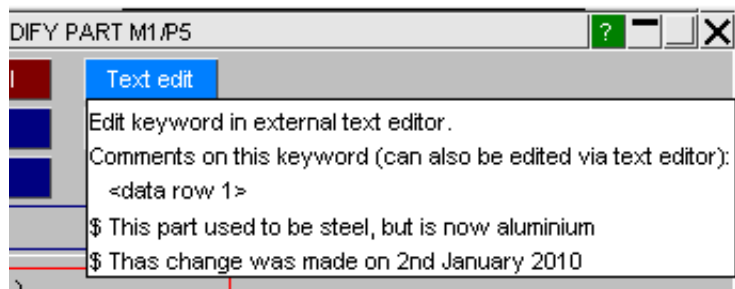 DIFY PART M1/P5
?
Text edit
Edit keyword in external text editor.
Comments on this keyword (can also be edited via text editor):
<data row 1>
$ This part used to be steel, but is now aluminium
$ Thas change was made on 2nd January 2010